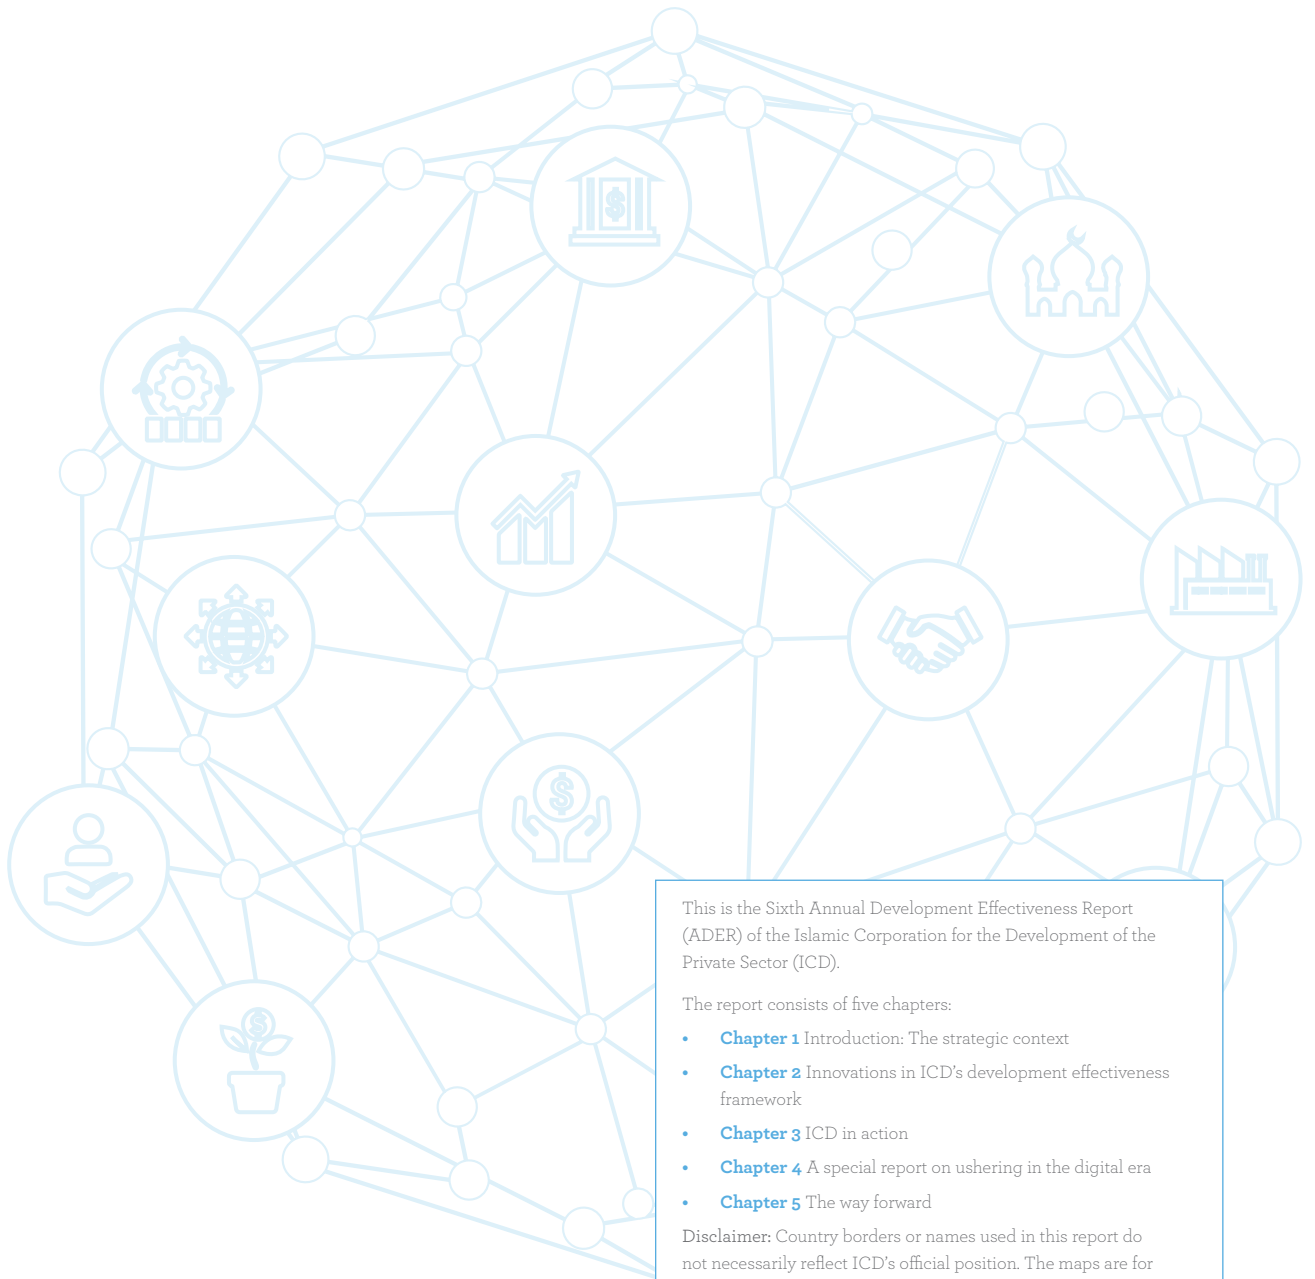 This is the Sixth Annual Development Effectiveness Report
(ADER) of the Islamic Corporation for the Development of the
Private Sector (ICD).
The report consists of five chapters:
• Chapter 1 Introduction: The strategic context
• Chapter 2 Innovations in ICD's development effectiveness
framework
• Chapter 3 ICD in action
• Chapter 4 A special report on ushering in the digital era
• Chapter 5 The way forward
Disclaimer: Country borders or names used in this report do
not necessarily reflect ICD's official position. The maps are for